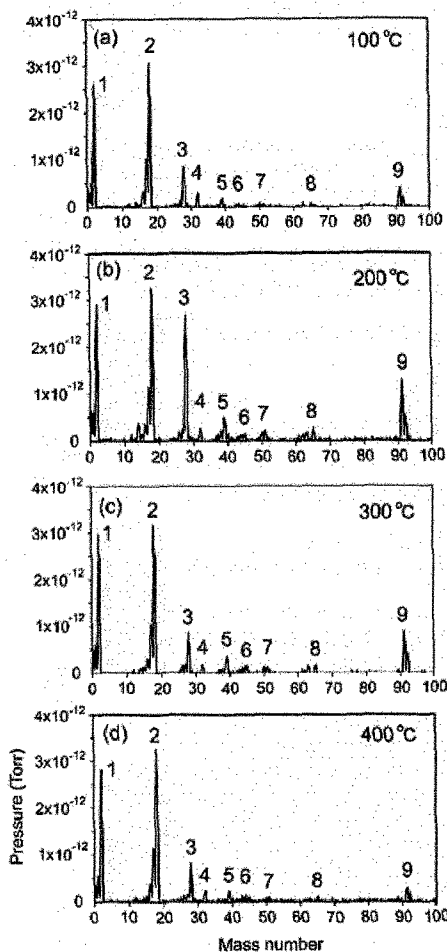 4x10⁻¹² (a) 100 °C
3x10⁻¹²
2x10⁻¹²
1x10⁻¹²
0
1 2 3 4 5 6 7 8 9
0 10 20 30 40 50 60 70 80 90 100
4x10⁻¹² (b) 200 °C
3x10⁻¹²
2x10⁻¹²
1x10⁻¹²
0
1 2 3 4 5 6 7 8 9
0 10 20 30 40 50 60 70 80 90 100
4x10⁻¹² (c) 300 °C
3x10⁻¹²
2x10⁻¹²
1x10⁻¹²
0
1 2 3 4 5 6 7 8 9
0 10 20 30 40 50 60 70 80 90 100
Pressure (Torr)
4x10⁻¹² (d) 400 °C
3x10⁻¹²
2x10⁻¹²
1x10⁻¹²
0
1 2 3 4 5 6 7 8 9
0 10 20 30 40 50 60 70 80 90 100
Mass number